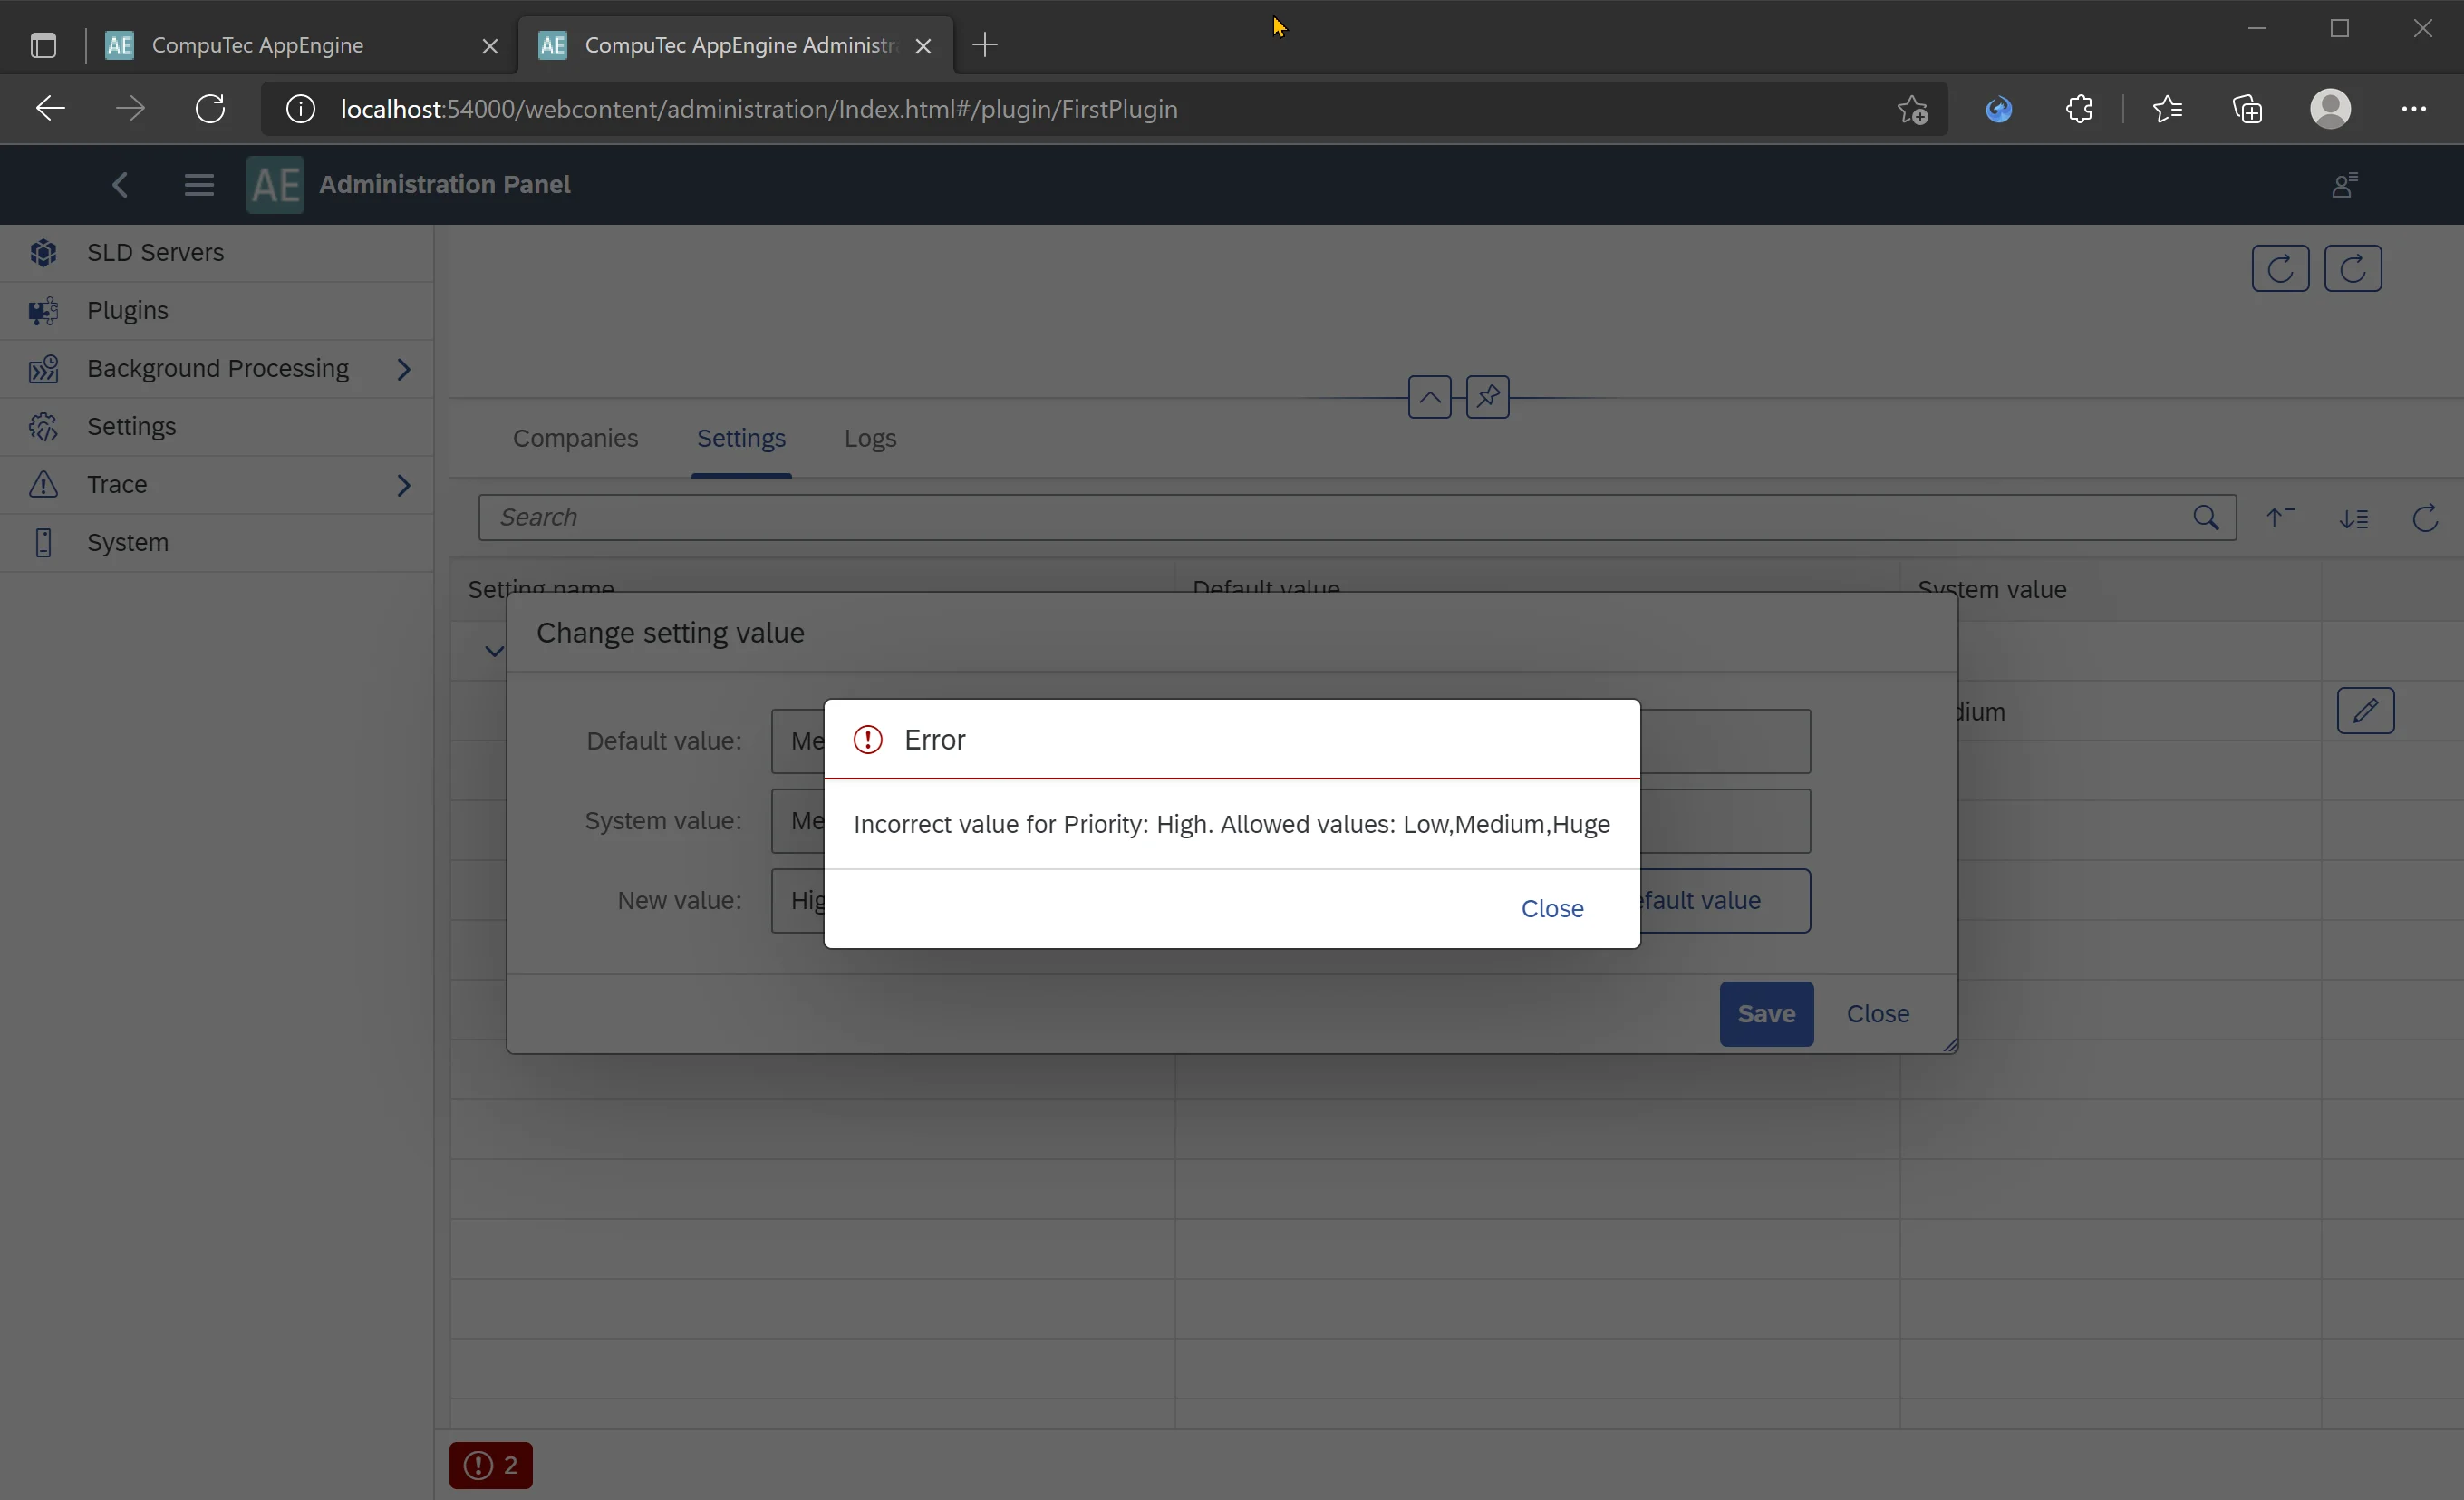 AE CompuTec AppEngine
AE CompuTec AppEngine Administr
localhost:54000/webcontent/administration/Index.html#/plugin/FirstPlugin
AE Administration Panel
SLD Servers
Plugins
Background Processing
Settings
Trace
System
Companies Settings Logs
Search
Setting name Default value System value
Change setting value
dium
Default value: Me
System value: Me
New value: Hig
fault value
Error
Incorrect value for Priority: High. Allowed values: Low,Medium,Huge
Close
Save Close
2